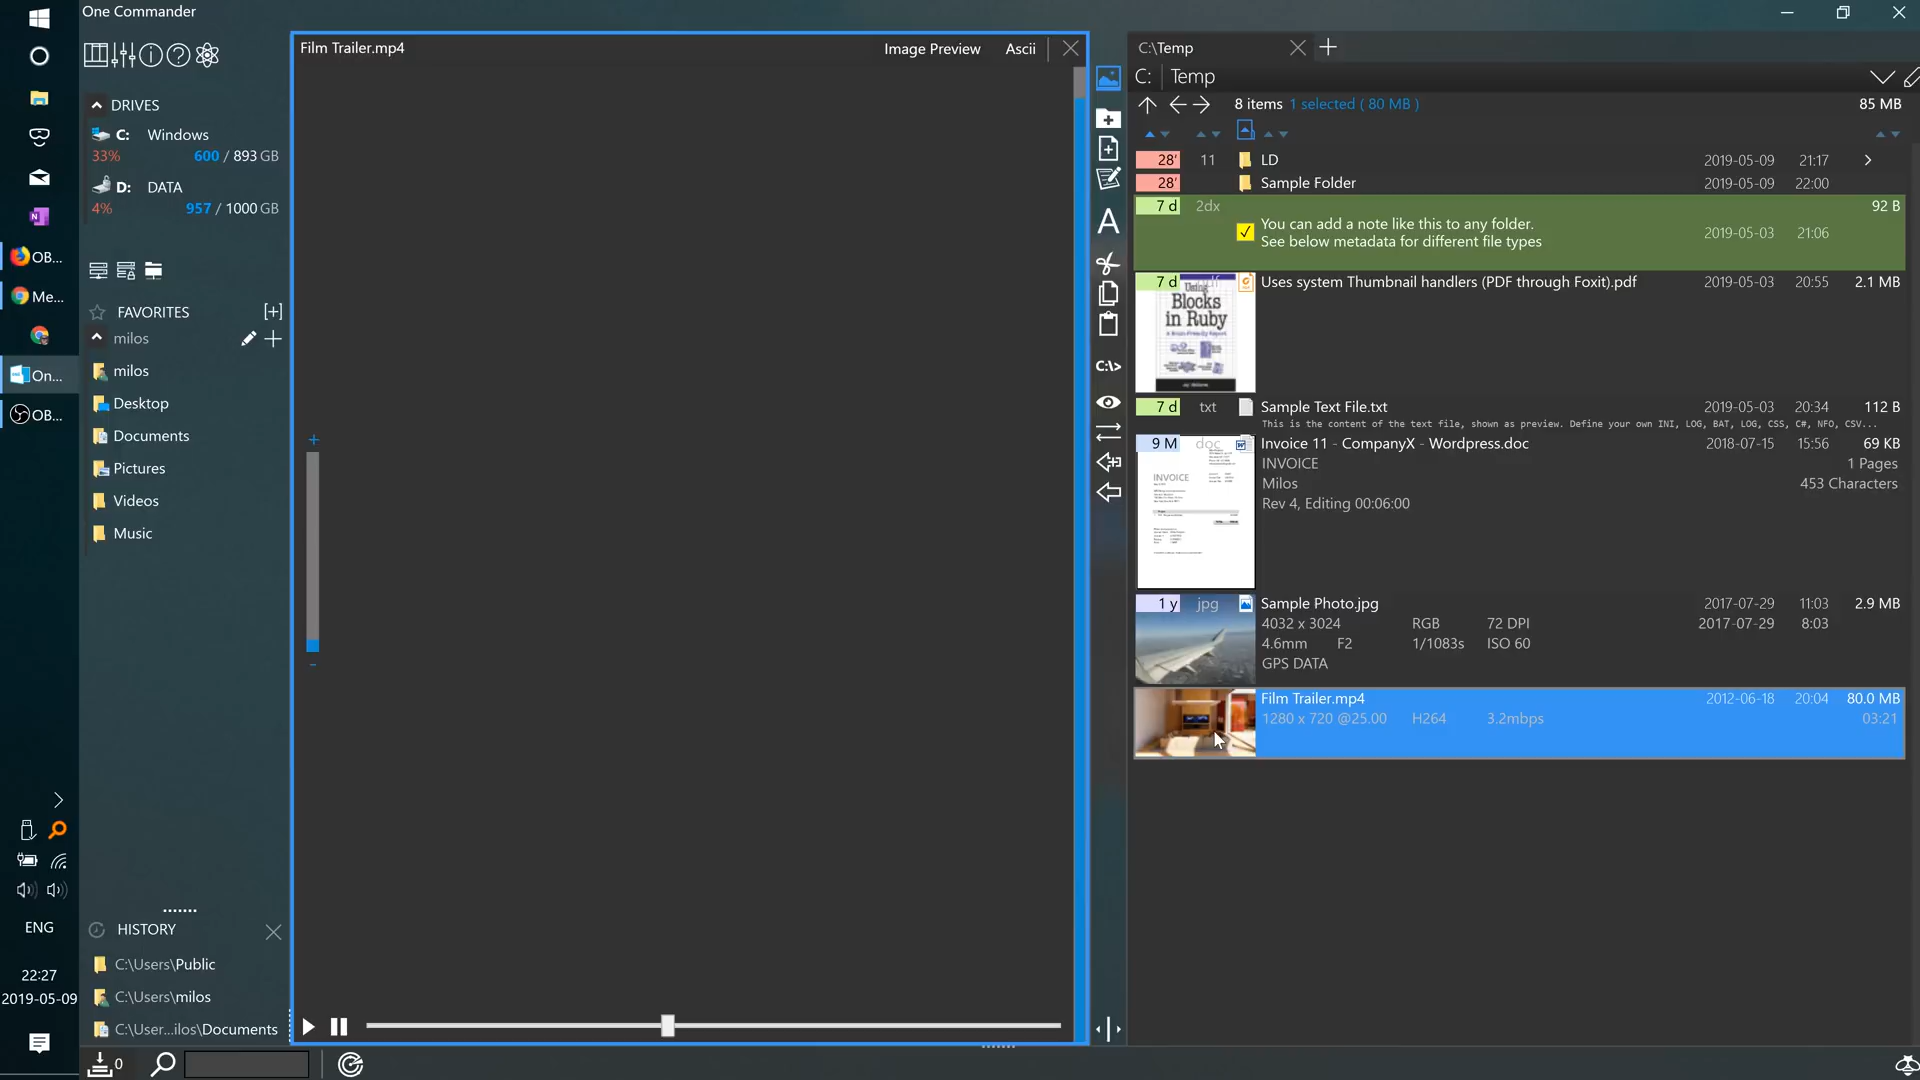 One Commander
DRIVES
C: Windows
33% 600 / 893 GB
D: DATA
4% 957 / 1000 GB
FAVORITES [+]
milos
milos
Desktop
Documents
Pictures
Videos
Music
HISTORY
C:\Users\Public
C:\Users\milos
C:\User...ilos\Documents
0
OB...
Me...
On...
OB...
ENG
22:27
2019-05-09
Film Trailer.mp4 Image Preview Ascii
+
-
A
C:\>
C:\Temp
C: Temp
8 items 1 selected ( 80 MB ) 85 MB
28' 11 LD 2019-05-09 21:17
28' Sample Folder 2019-05-09 22:00
7 d 2dx 92 B
You can add a note like this to any folder.
See below metadata for different file types 2019-05-03 21:06
7 d pdf Uses system Thumbnail handlers (PDF through Foxit).pdf 2019-05-03 20:55 2.1 MB
Using
Blocks
in Ruby
7 d txt Sample Text File.txt 2019-05-03 20:34 112 B
This is the content of the text file, shown as preview. Define your own INI, LOG, BAT, LOG, CSS, C#, NFO, CSV...
9 M doc Invoice 11 - CompanyX - Wordpress.doc 2018-07-15 15:56 69 KB
INVOICE 1 Pages
Milos 453 Characters
Rev 4, Editing 00:06:00
INVOICE
1 y jpg Sample Photo.jpg 2017-07-29 11:03 2.9 MB
4032 x 3024 RGB 72 DPI 2017-07-29 8:03
4.6mm F2 1/1083s ISO 60
GPS DATA
Film Trailer.mp4 2012-06-18 20:04 80.0 MB
1280 x 720 @25.00 H264 3.2mbps 03:21